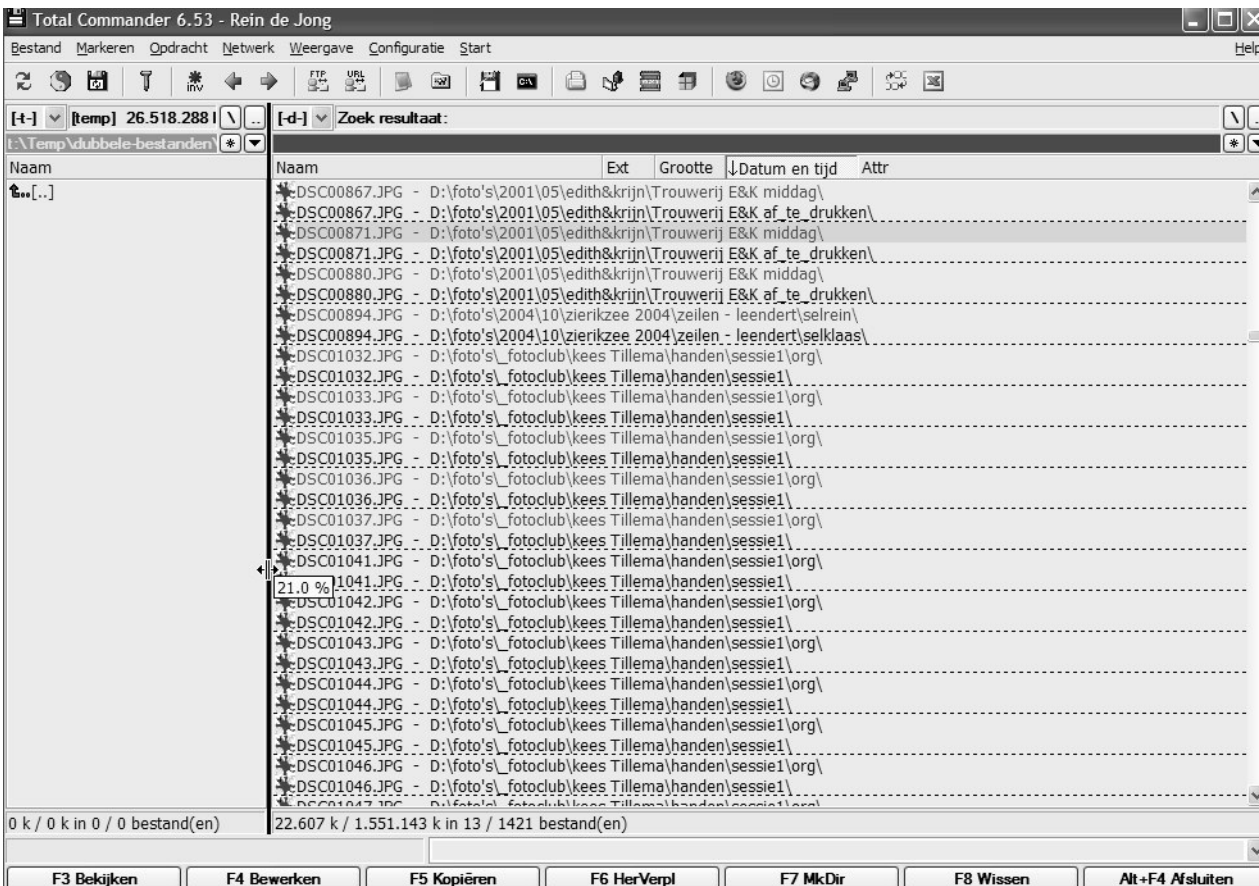 Total Commander 6.53 - Rein de Jong
Bestand Markeren Opdracht Netwerk Weergave Configuratie Start Help
INV FTP URL C:\
[-t-] [temp] 26.518.288 \ .. [-d-] Zoek resultaat: \
t:\Temp\dubbele-bestanden\ * *
Naam Naam Ext Grootte ↓Datum en tijd Attr
[..]
DSC00867.JPG - D:\foto's\2001\05\edith&krijn\Trouwerij E&K middag\
DSC00867.JPG - D:\foto's\2001\05\edith&krijn\Trouwerij E&K af_te_drukken\
DSC00871.JPG - D:\foto's\2001\05\edith&krijn\Trouwerij E&K middag\
DSC00871.JPG - D:\foto's\2001\05\edith&krijn\Trouwerij E&K af_te_drukken\
DSC00880.JPG - D:\foto's\2001\05\edith&krijn\Trouwerij E&K middag\
DSC00880.JPG - D:\foto's\2001\05\edith&krijn\Trouwerij E&K af_te_drukken\
DSC00894.JPG - D:\foto's\2004\10\zierikzee 2004\zeilen - leendert\selrein\
DSC00894.JPG - D:\foto's\2004\10\zierikzee 2004\zeilen - leendert\selklaas\
DSC01032.JPG - D:\foto's\_fotoclub\kees Tillema\handen\sessie1\org\
DSC01032.JPG - D:\foto's\_fotoclub\kees Tillema\handen\sessie1\
DSC01033.JPG - D:\foto's\_fotoclub\kees Tillema\handen\sessie1\org\
DSC01033.JPG - D:\foto's\_fotoclub\kees Tillema\handen\sessie1\
DSC01035.JPG - D:\foto's\_fotoclub\kees Tillema\handen\sessie1\org\
DSC01035.JPG - D:\foto's\_fotoclub\kees Tillema\handen\sessie1\
DSC01036.JPG - D:\foto's\_fotoclub\kees Tillema\handen\sessie1\org\
DSC01036.JPG - D:\foto's\_fotoclub\kees Tillema\handen\sessie1\
DSC01037.JPG - D:\foto's\_fotoclub\kees Tillema\handen\sessie1\org\
DSC01037.JPG - D:\foto's\_fotoclub\kees Tillema\handen\sessie1\
DSC01041.JPG - D:\foto's\_fotoclub\kees Tillema\handen\sessie1\org\
21.0 % 1041.JPG - D:\foto's\_fotoclub\kees Tillema\handen\sessie1\
DSC01042.JPG - D:\foto's\_fotoclub\kees Tillema\handen\sessie1\org\
DSC01042.JPG - D:\foto's\_fotoclub\kees Tillema\handen\sessie1\
DSC01043.JPG - D:\foto's\_fotoclub\kees Tillema\handen\sessie1\org\
DSC01043.JPG - D:\foto's\_fotoclub\kees Tillema\handen\sessie1\
DSC01044.JPG - D:\foto's\_fotoclub\kees Tillema\handen\sessie1\org\
DSC01044.JPG - D:\foto's\_fotoclub\kees Tillema\handen\sessie1\
DSC01045.JPG - D:\foto's\_fotoclub\kees Tillema\handen\sessie1\org\
DSC01045.JPG - D:\foto's\_fotoclub\kees Tillema\handen\sessie1\
DSC01046.JPG - D:\foto's\_fotoclub\kees Tillema\handen\sessie1\org\
DSC01046.JPG - D:\foto's\_fotoclub\kees Tillema\handen\sessie1\
DSC01047.JPG - D:\foto's\_fotoclub\kees Tillema\handen\sessie1\org\
0 k / 0 k in 0 / 0 bestand(en) 22.607 k / 1.551.143 k in 13 / 1421 bestand(en)
F3 Bekijken F4 Bewerken F5 Kopiëren F6 HerVerpl F7 MkDir F8 Wissen Alt+F4 Afsluiten